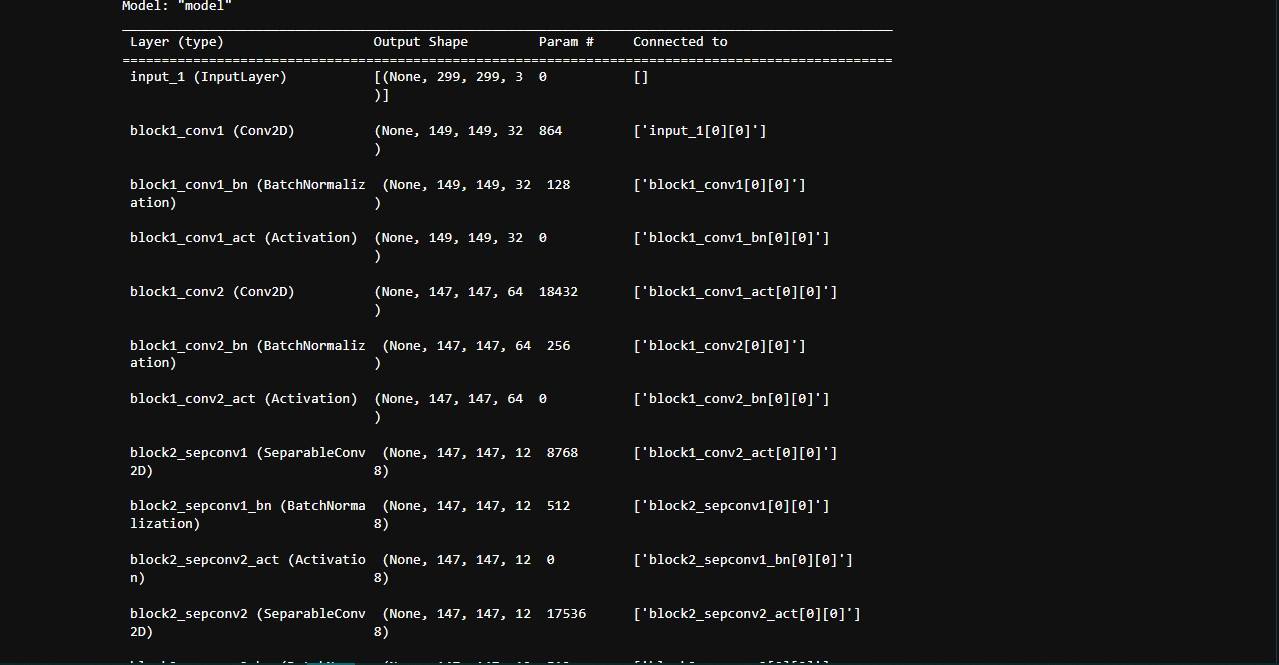 Model: "model"
__________________________________________________________________________________________________
 Layer (type)                  Output Shape         Param #     Connected to
==================================================================================================
 input_1 (InputLayer)          [(None, 299, 299, 3  0           []
                               )]
 block1_conv1 (Conv2D)         (None, 149, 149, 32  864         ['input_1[0][0]']
                               )
 block1_conv1_bn (BatchNormaliz  (None, 149, 149, 32  128         ['block1_conv1[0][0]']
 ation)                        )
 block1_conv1_act (Activation)  (None, 149, 149, 32  0           ['block1_conv1_bn[0][0]']
                               )
 block1_conv2 (Conv2D)         (None, 147, 147, 64  18432       ['block1_conv1_act[0][0]']
                               )
 block1_conv2_bn (BatchNormaliz  (None, 147, 147, 64  256         ['block1_conv2[0][0]']
 ation)                        )
 block1_conv2_act (Activation)  (None, 147, 147, 64  0           ['block1_conv2_bn[0][0]']
                               )
 block2_sepconv1 (SeparableConv  (None, 147, 147, 12  8768        ['block1_conv2_act[0][0]']
 2D)                           8)
 block2_sepconv1_bn (BatchNorma  (None, 147, 147, 12  512         ['block2_sepconv1[0][0]']
 lization)                     8)
 block2_sepconv2_act (Activatio  (None, 147, 147, 12  0           ['block2_sepconv1_bn[0][0]']
 n)                            8)
 block2_sepconv2 (SeparableConv  (None, 147, 147, 12  17536       ['block2_sepconv2_act[0][0]']
 2D)                           8)